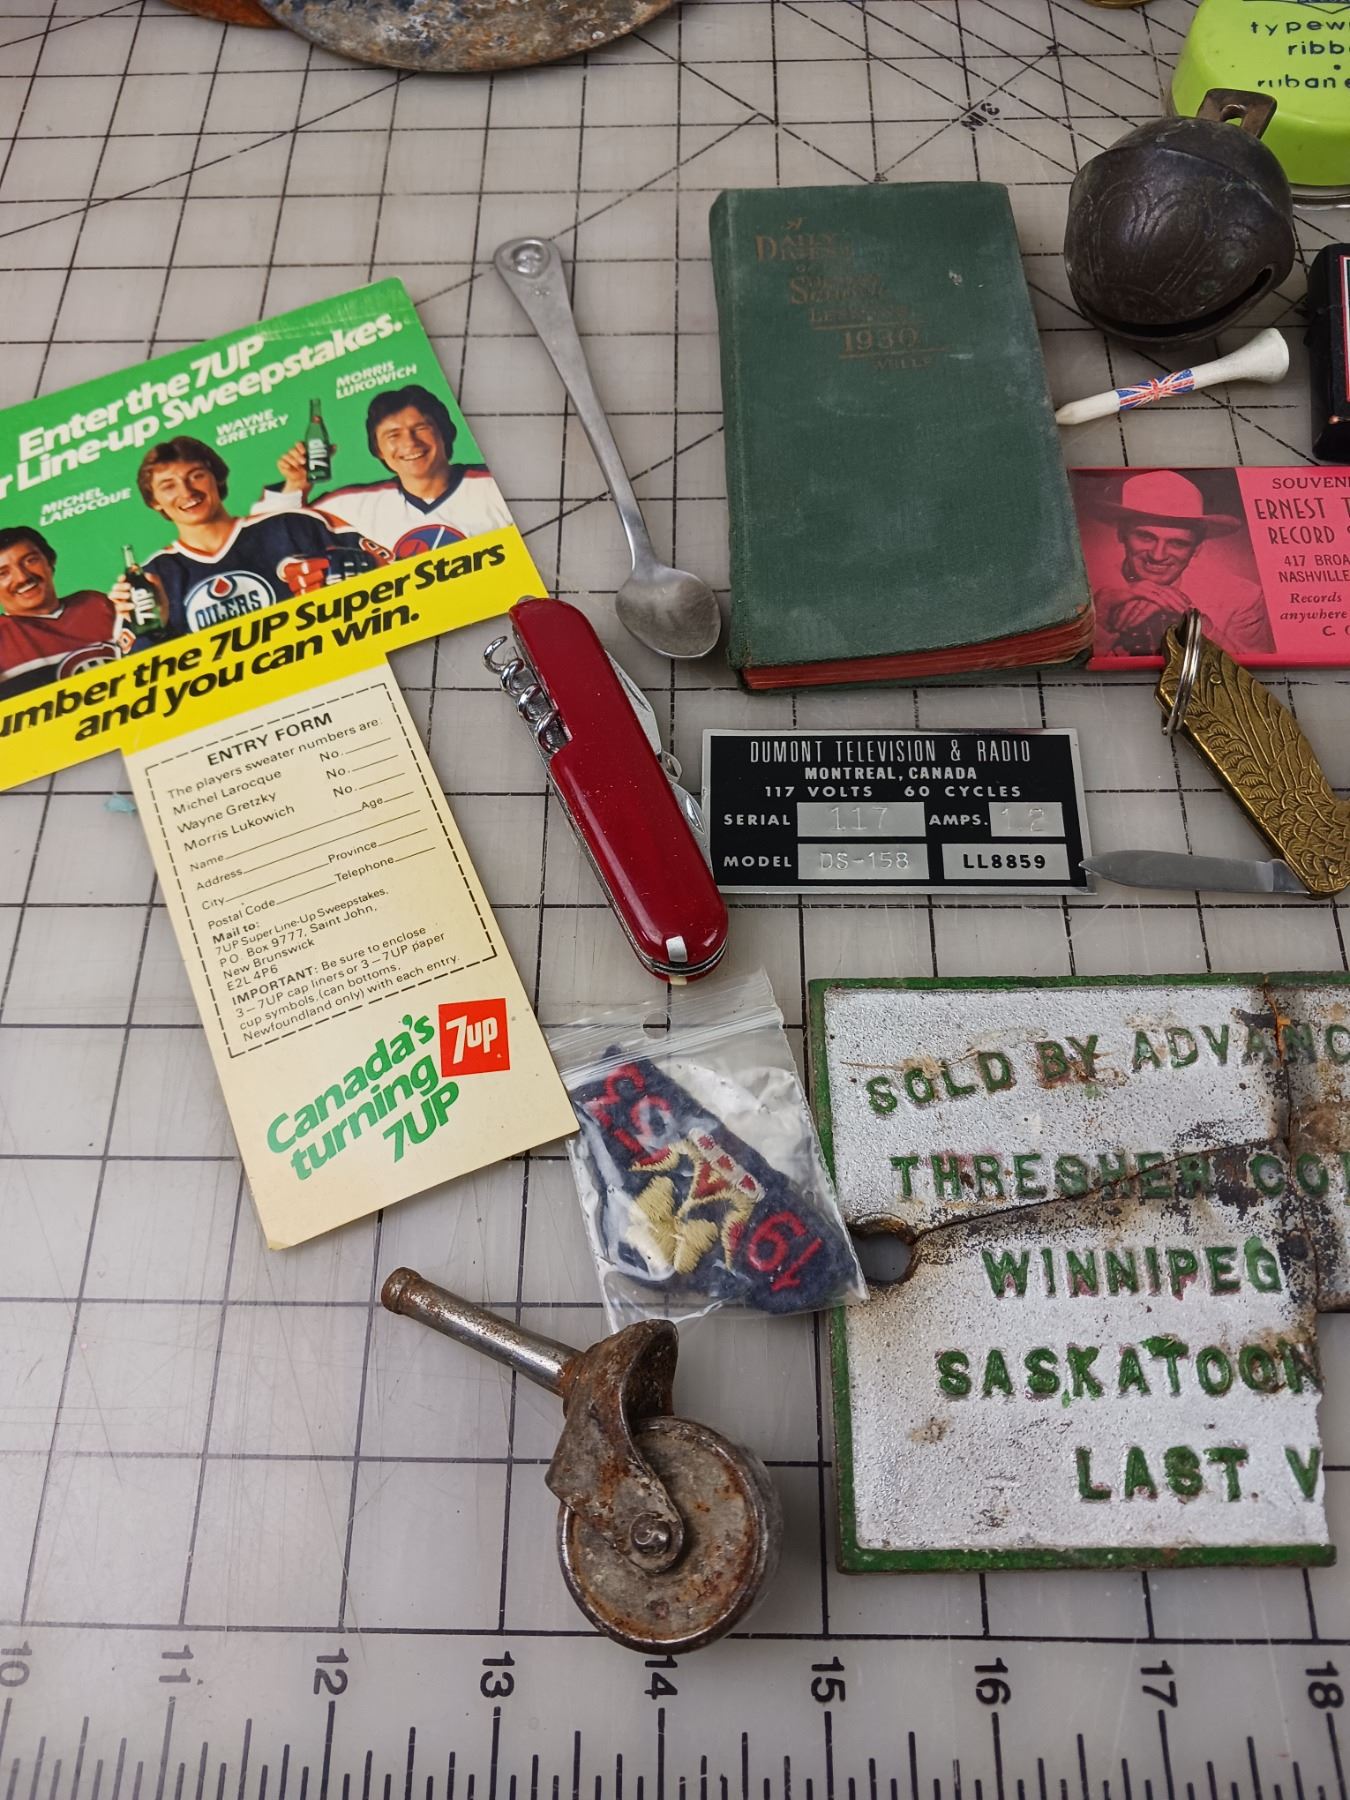 Enter the 7UP
Line-up Sweepstakes.
MORRIS
LUKOWICH
WAYNE
GRETZKY
7UP
MICHEL
LAROCQUE
OILERS
the 7UP Super Stars
and you can win.
ENTRY FORM
The players sweater numbers are:
Michel Larocque No.
Wayne Gretzky No.
Morris Lukowich No.
Name Age
Address
City Province
Postal Code Telephone
Mail to:
7UP Super Line-Up Sweepstakes,
P.O. Box 9777, Saint John,
New Brunswick
E2L 4P6
IMPORTANT: Be sure to enclose
3-7UP cap liners or 3-7UP paper
cup symbols, (can bottoms,
Newfoundland only) with each entry.
Canada's
turning
7UP
7up
A
DAILY
DIGEST
OF
SUNDAY
SCHOOL
LESSONS
1930
WELLS
ruban
SOUVEN
ERNEST T
RECORD S
417 BROA
NASHVILLE
Records
anywhere
C. O
DUMONT TELEVISION & RADIO
MONTREAL, CANADA
117 VOLTS 60 CYCLES
SERIAL 117 AMPS. 1.2
MODEL DS-158 LL8859
SOLD BY ADVANC
THRESHER CO
WINNIPEG
SASKATOON
LAST V
61
10 11 12 13 14 15 16 17 18